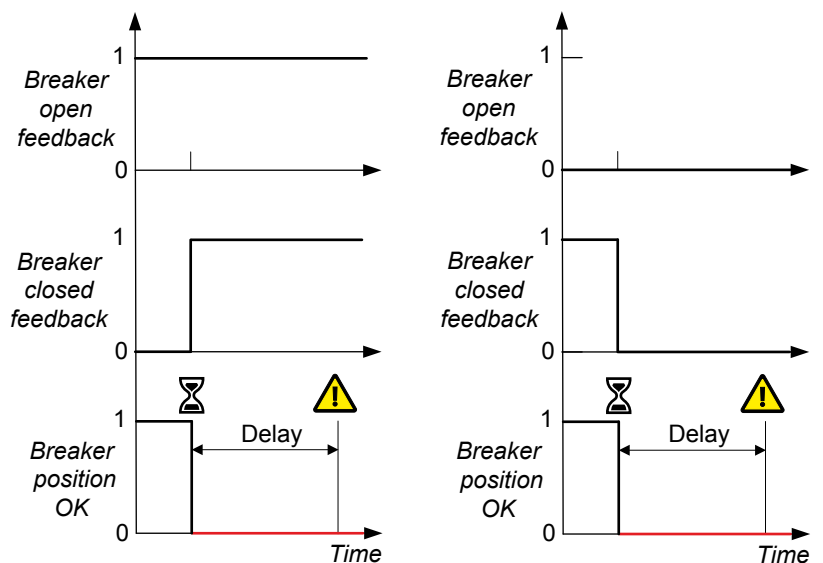 1
Breaker
open
feedback
0
1
Breaker
closed
feedback
0
1
Delay
Breaker
position
OK
0
Time
1
Breaker
open
feedback
0
1
Breaker
closed
feedback
0
1
Delay
Breaker
position
OK
0
Time